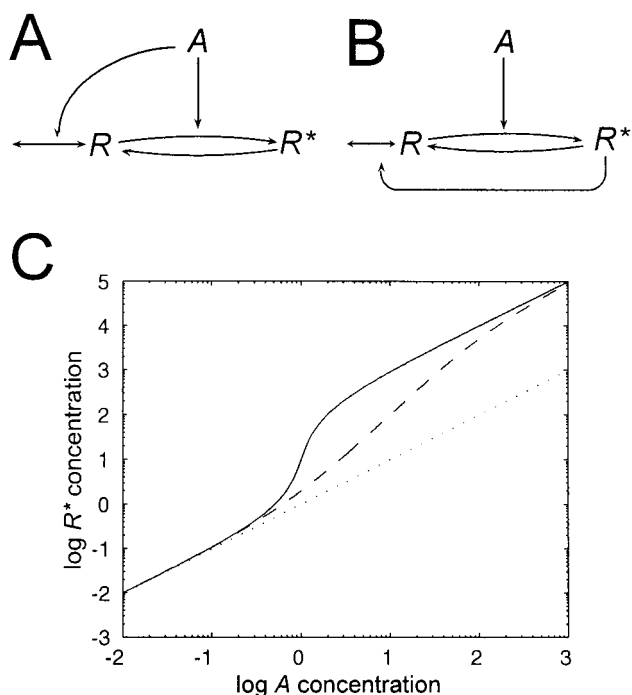 A
A
R
R*
B
A
R
R*
C
log R* concentration
5
4
3
2
1
0
-1
-2
-3
-2
-1
0
1
2
3
log A concentration